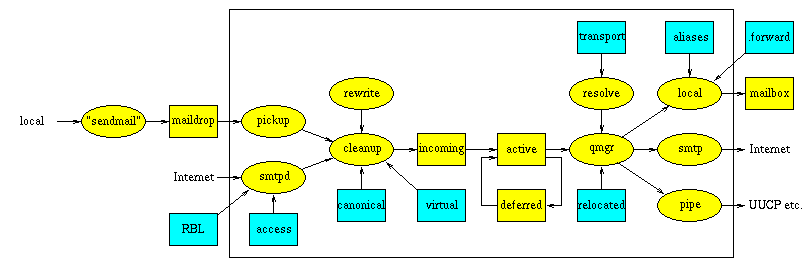 transport
aliases
.forward
rewrite
resolve
local
mailbox
local
"sendmail"
maildrop
pickup
cleanup
incoming
active
qmgr
smtp
Internet
Internet
smtpd
canonical
virtual
deferred
relocated
pipe
UUCP etc.
RBL
access